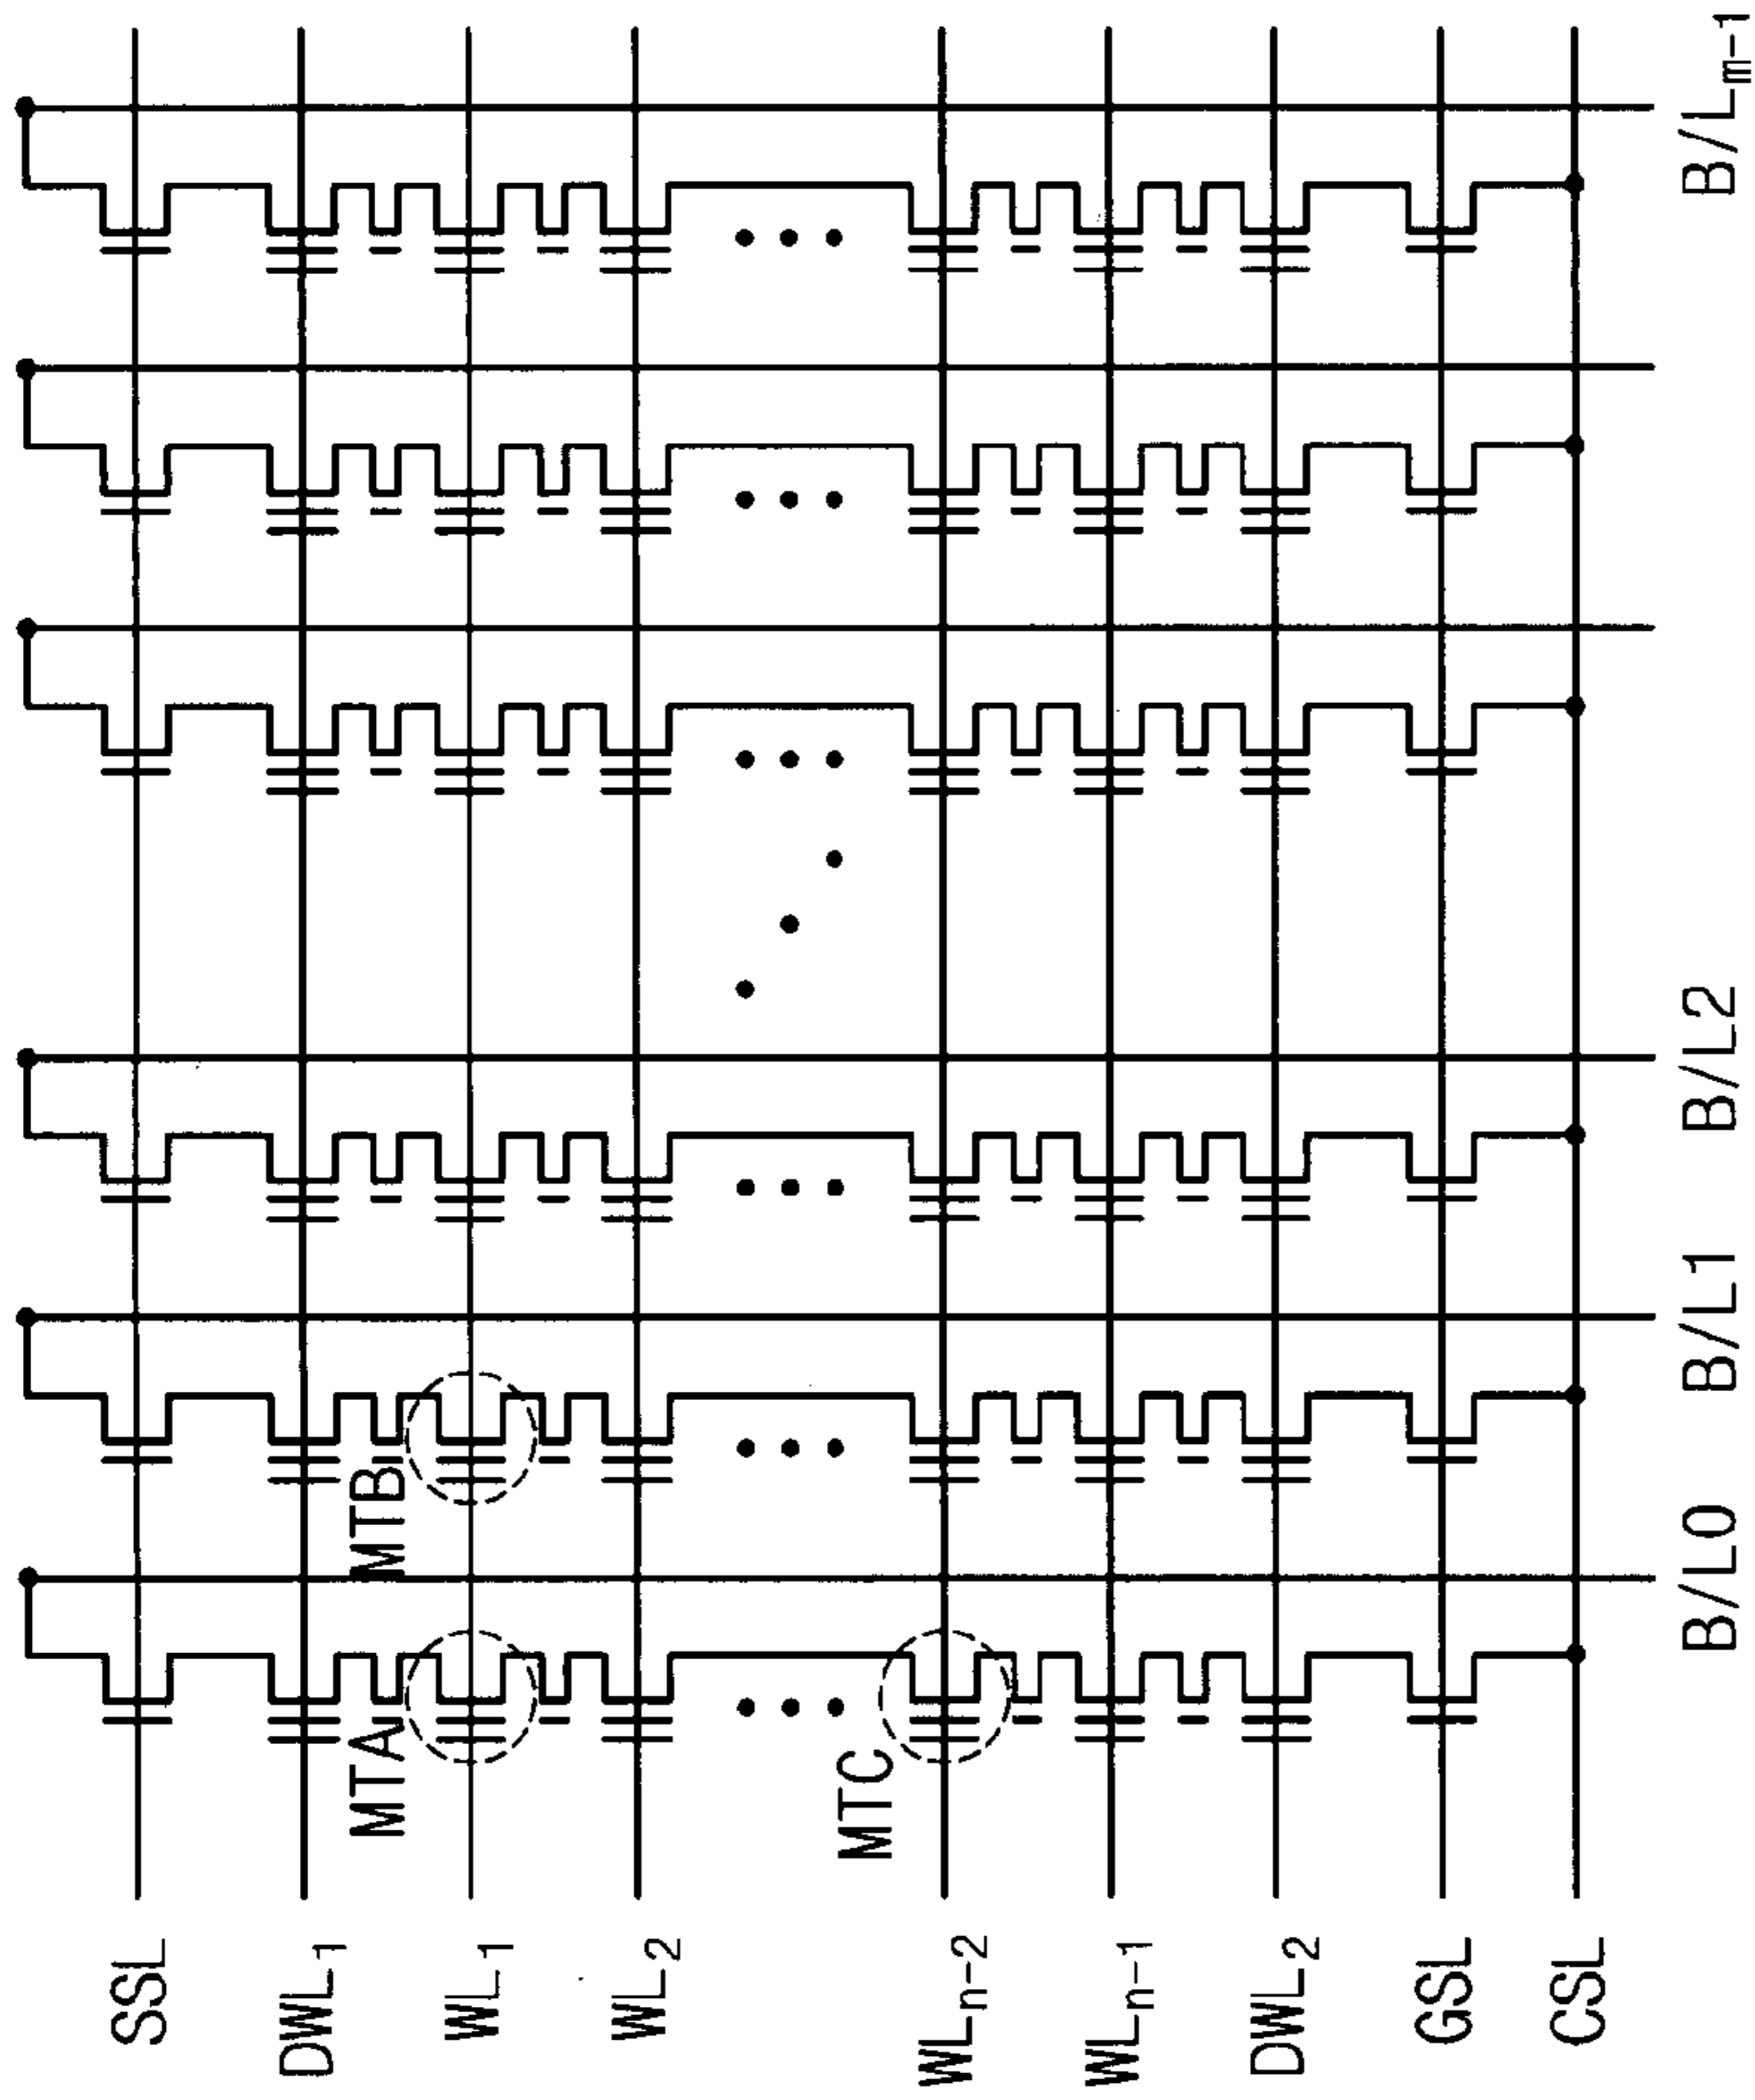 SSL
DWL1
WL1
WL2
WLn-2
WLn-1
DWL2
GSL
CSL
MTA
MTB
MTC
B/L0
B/L1
B/L2
B/Lm-1